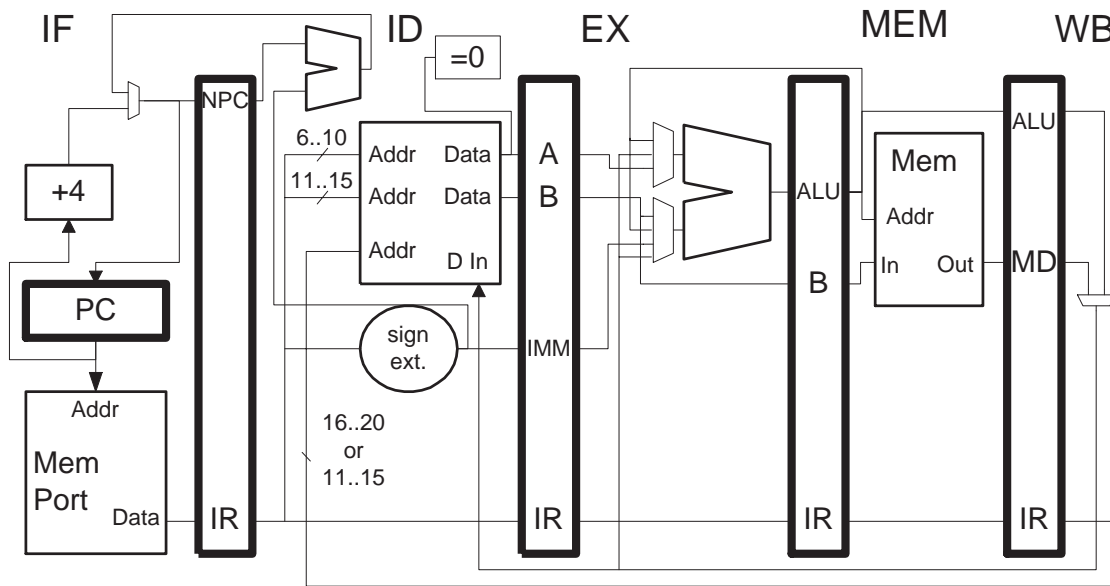 IF
ID
EX
MEM
WB
=0
NPC
6..10
Addr
Data
A
11..15
Addr
Data
B
Addr
D In
+4
PC
sign
ext.
IMM
ALU
B
Mem
Addr
In
Out
ALU
MD
Addr
Mem
Port
Data
16..20
or
11..15
IR
IR
IR
IR